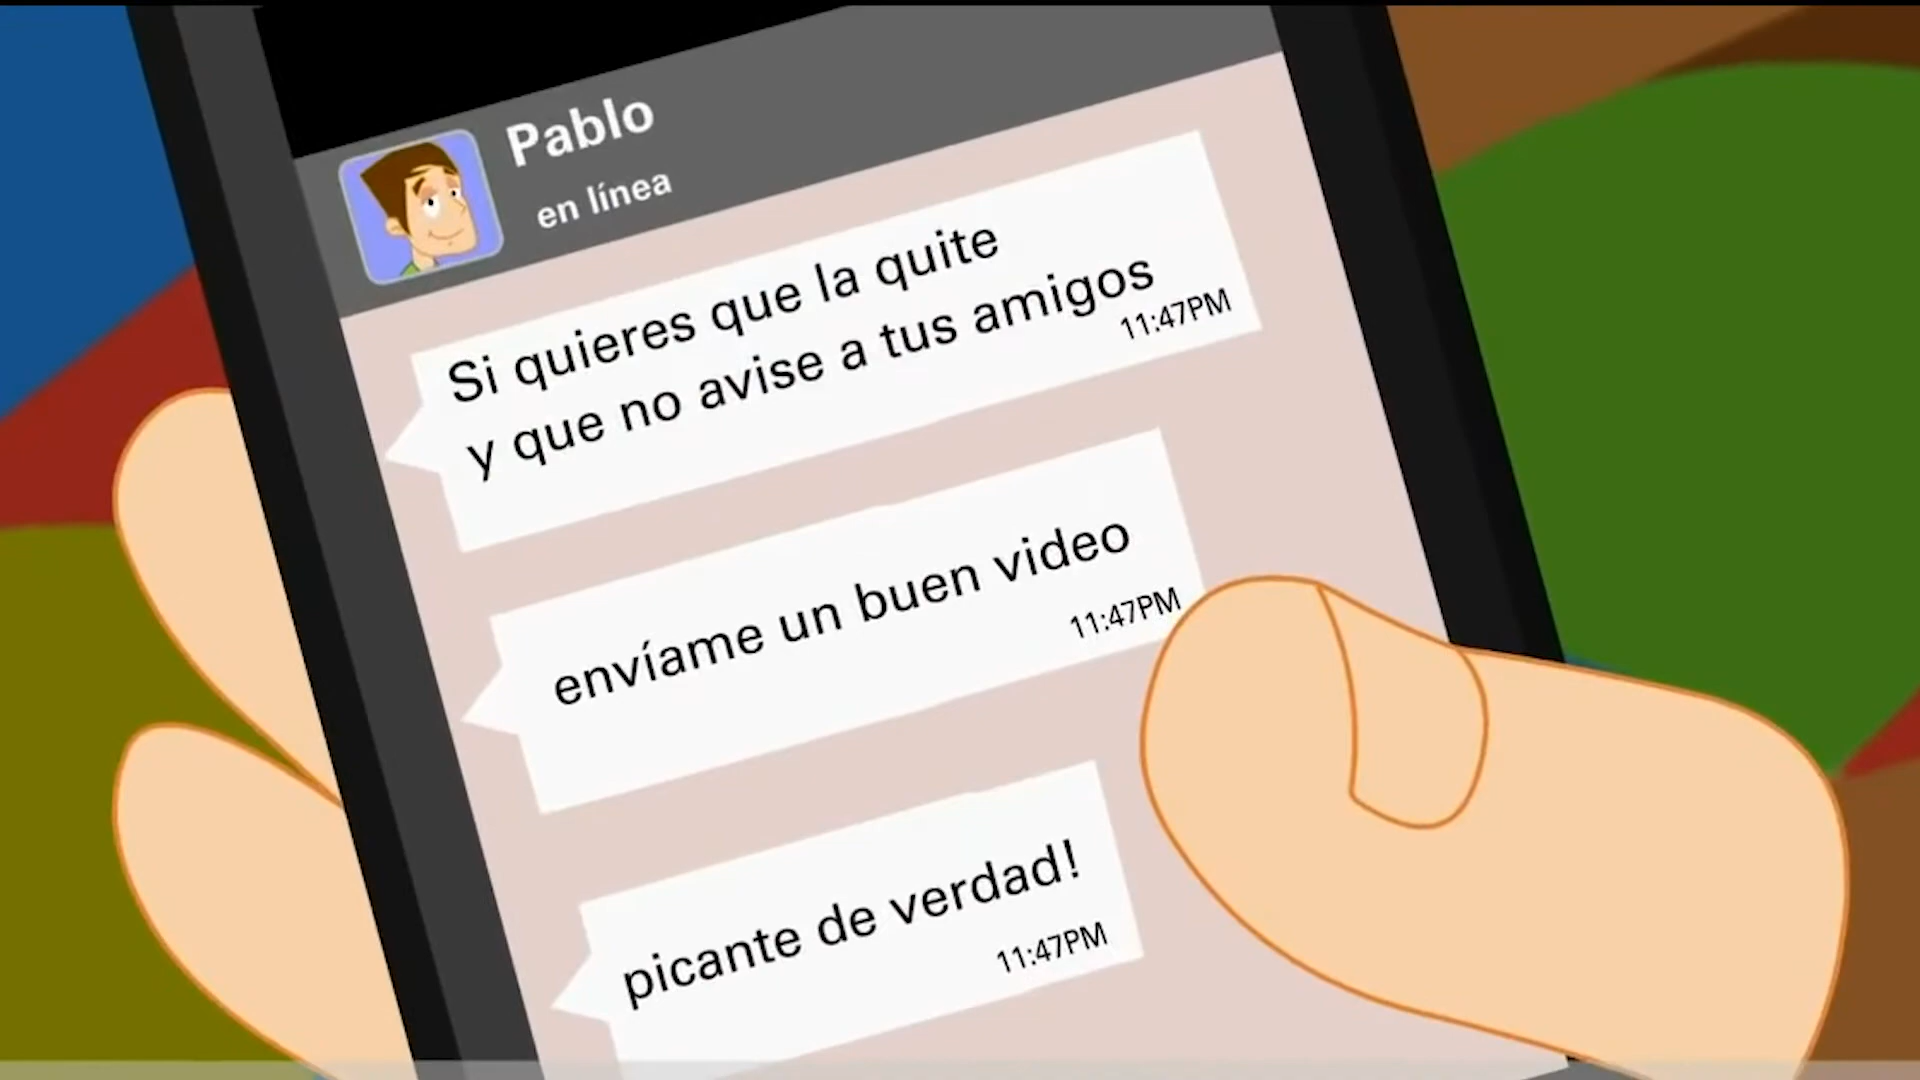 Pablo
en línea
Si quieres que la quite
y que no avise a tus amigos
11:47PM
envíame un buen video
11:47PM
picante de verdad!
11:47PM